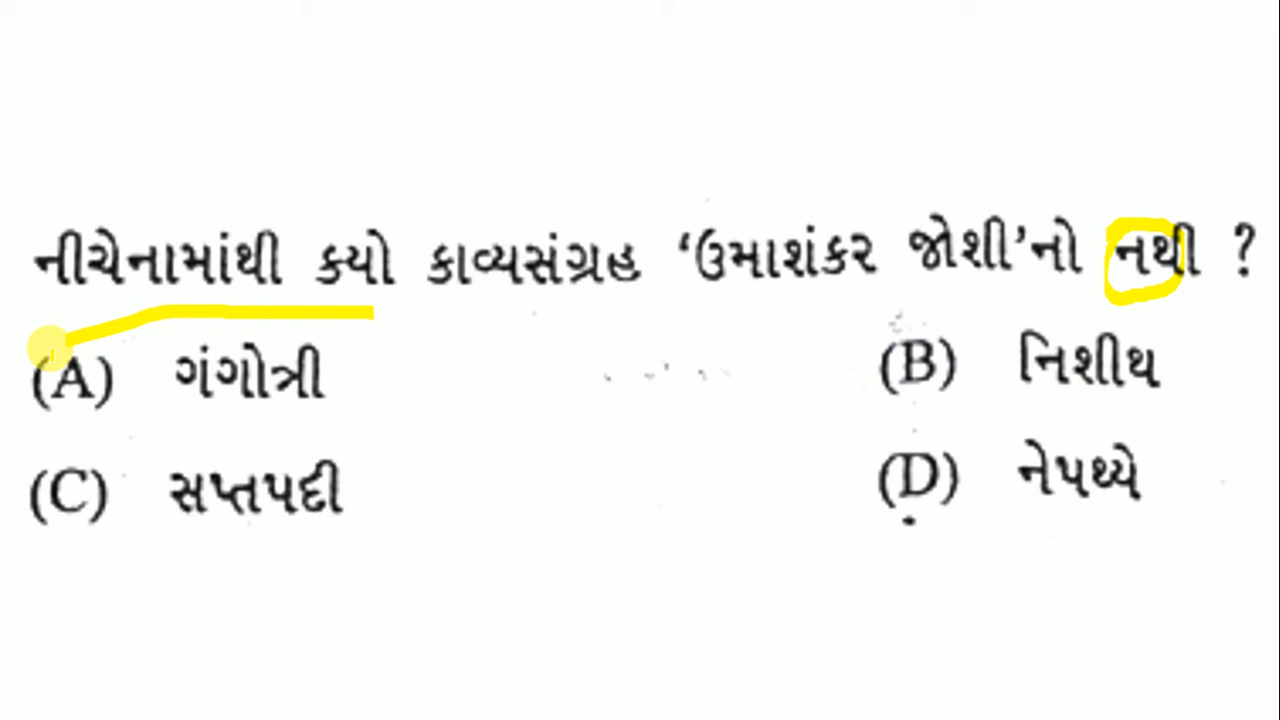 નીચેનામાંથી ક્યો કાવ્યસંગ્રહ ‘ઉમાશંકર જોશી’નો નથી ?
(A) ગંગોત્રી (B) નિશીથ
(C) સપ્તપદી (D) નેપથ્યે